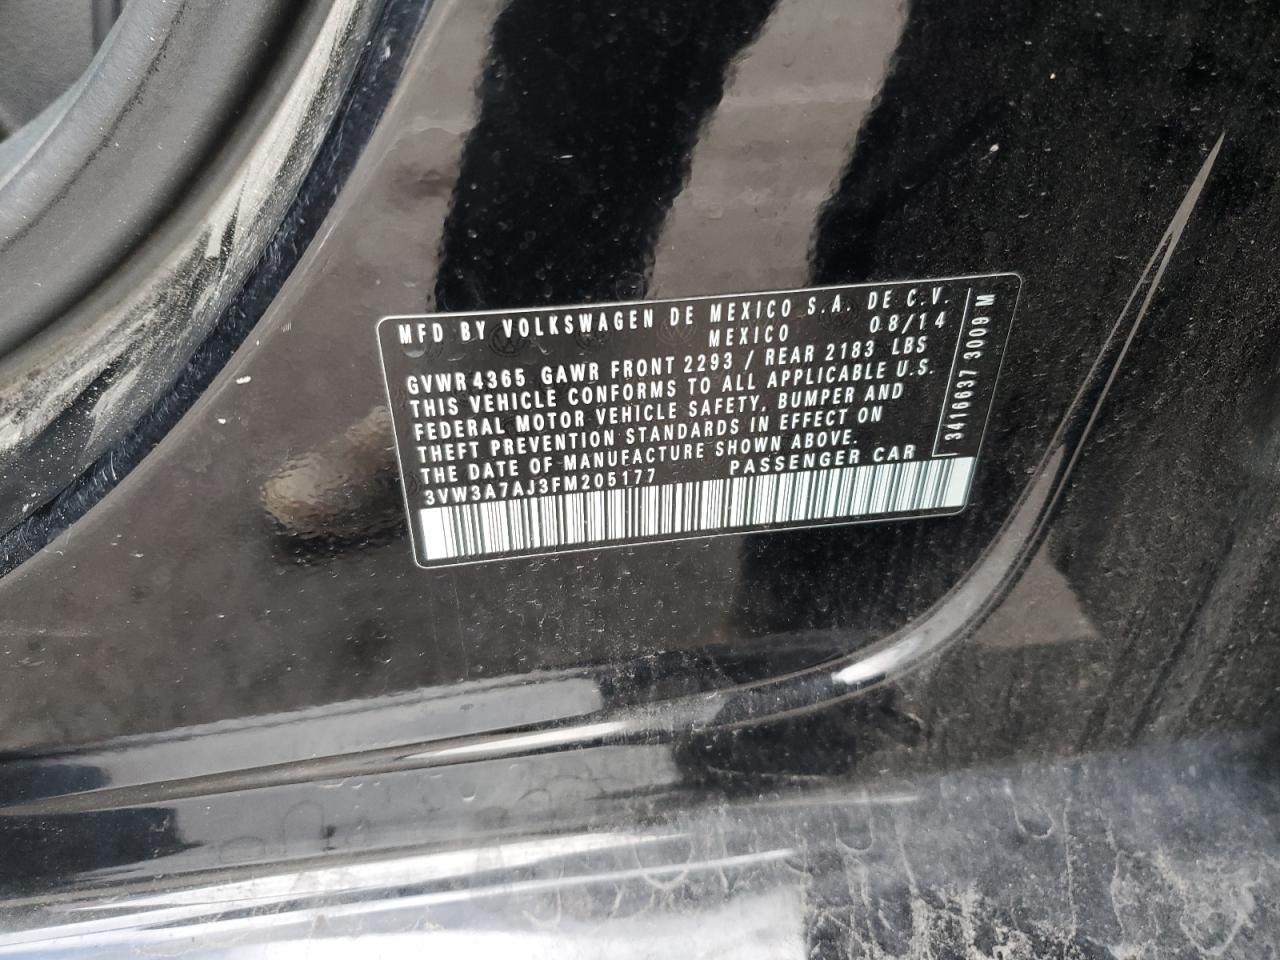 MFD BY VOLKSWAGEN DE MEXICO S.A. DE C.V.
MEXICO 08/14
GVWR 4365 GAWR FRONT 2293 / REAR 2183 LBS
THIS VEHICLE CONFORMS TO ALL APPLICABLE U.S.
FEDERAL MOTOR VEHICLE SAFETY, BUMPER AND
THEFT PREVENTION STANDARDS IN EFFECT ON
THE DATE OF MANUFACTURE SHOWN ABOVE.
3VW3A7AJ3FM205177 PASSENGER CAR
3416637 3009 M